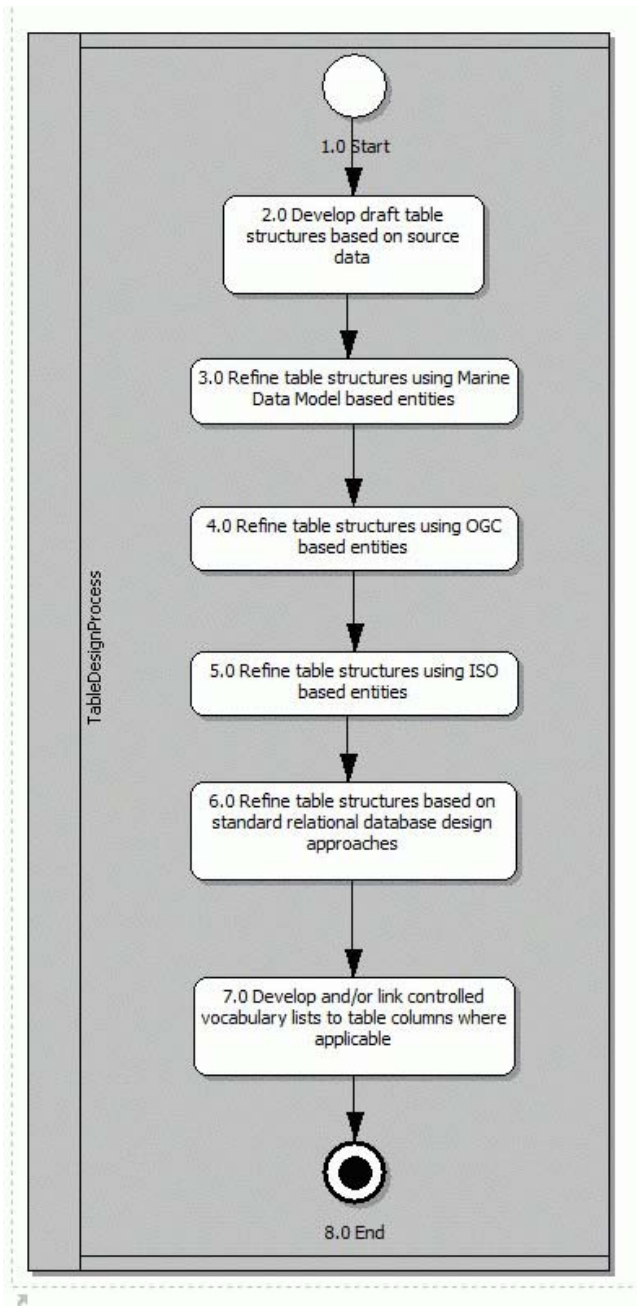 1.0 Start
2.0 Develop draft table
structures based on source
data
3.0 Refine table structures using Marine
Data Model based entities
4.0 Refine table structures using OGC
based entities
5.0 Refine table structures using ISO
based entities
TableDesignProcess
6.0 Refine table structures based on
standard relational database design
approaches
7.0 Develop and/or link controlled
vocabulary lists to table columns where
applicable
8.0 End